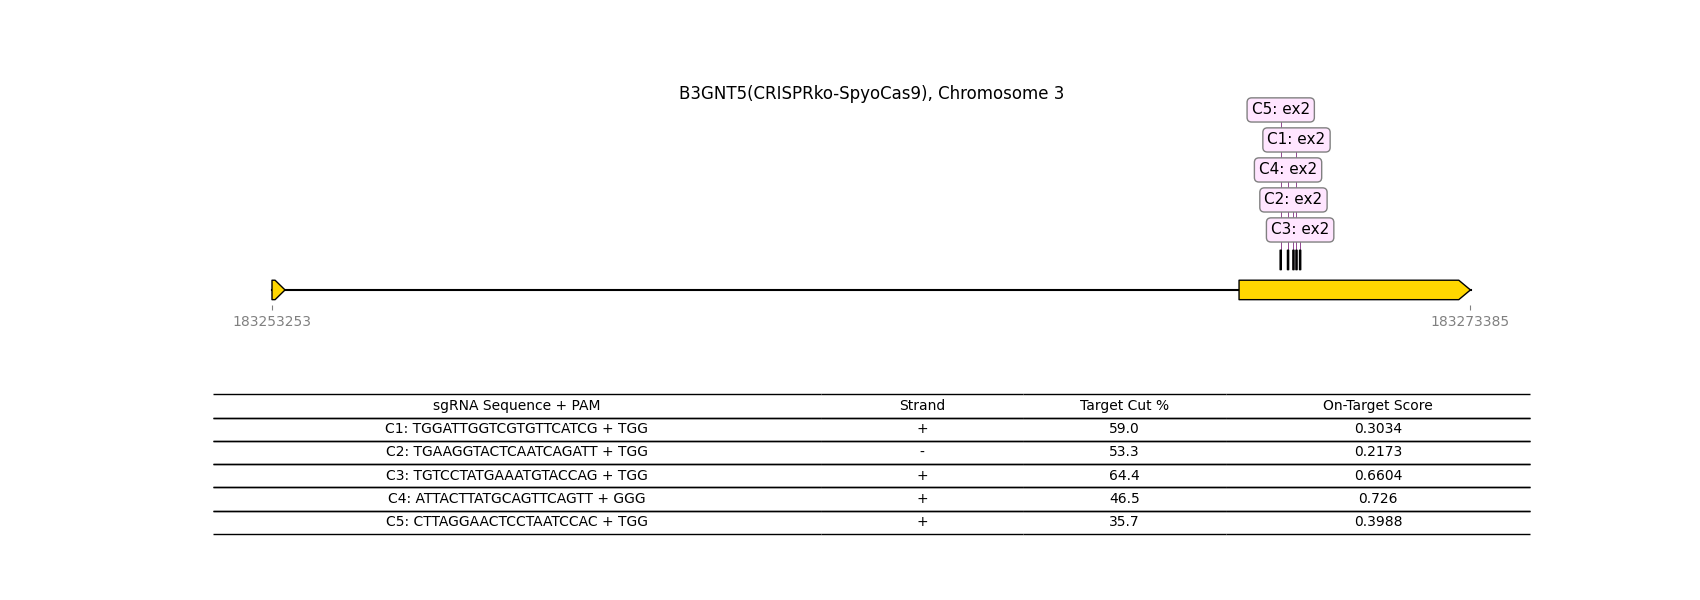 B3GNT5(CRISPRko-SpyoCas9), Chromosome 3
C5: ex2
C1: ex2
C4: ex2
C2: ex2
C3: ex2
183253253 183273385
sgRNA Sequence + PAM Strand Target Cut % On-Target Score
C1: TGGATTGGTCGTGTTCATCG + TGG + 59.0 0.3034
C2: TGAAGGTACTCAATCAGATT + TGG - 53.3 0.2173
C3: TGTCCTATGAAATGTACCAG + TGG + 64.4 0.6604
C4: ATTACTTATGCAGTTCAGTT + GGG + 46.5 0.726
C5: CTTAGGAACTCCTAATCCAC + TGG + 35.7 0.3988